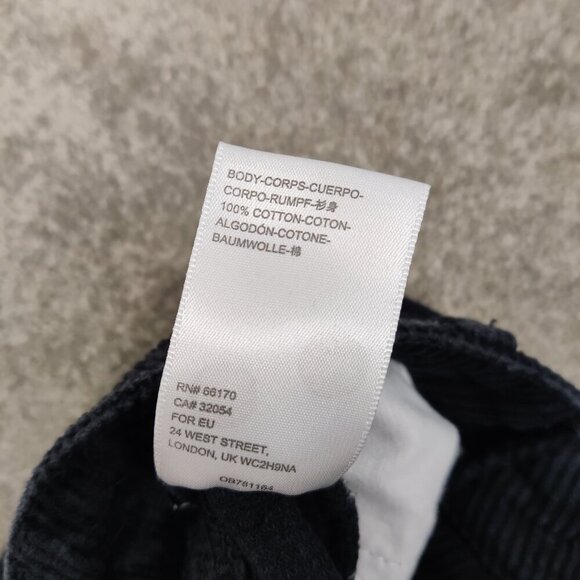 BODY-CORPS-CUERPO-
CORPO-RUMPF-衫身
100% COTTON-COTON-
ALGODÓN-COTONE-
BAUMWOLLE-棉
RN# 66170
CA# 32054
FOR EU
24 WEST STREET,
LONDON, UK WC2H9NA
OB781164